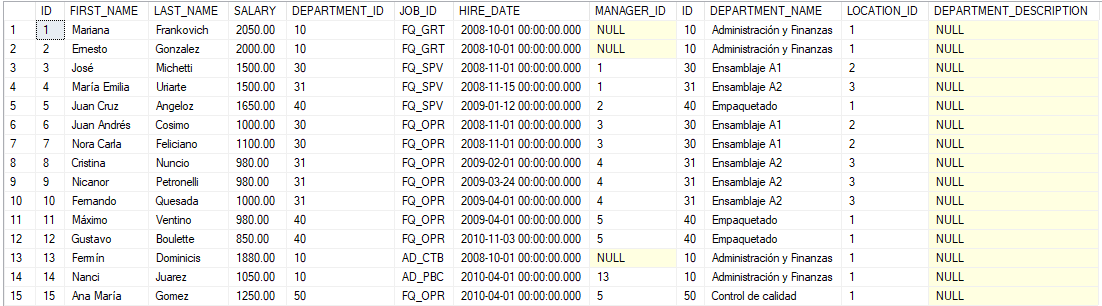 ID FIRST_NAME LAST_NAME SALARY DEPARTMENT_ID JOB_ID HIRE_DATE MANAGER_ID ID DEPARTMENT_NAME LOCATION_ID DEPARTMENT_DESCRIPTION
1 1 Mariana Frankovich 2050.00 10 FQ_GRT 2008-10-01 00:00:00.000 NULL 10 Administración y Finanzas 1 NULL
2 2 Ernesto Gonzalez 2000.00 10 FQ_GRT 2008-10-01 00:00:00.000 NULL 10 Administración y Finanzas 1 NULL
3 3 José Michetti 1500.00 30 FQ_SPV 2008-11-01 00:00:00.000 1 30 Ensamblaje A1 2 NULL
4 4 María Emilia Uriarte 1500.00 31 FQ_SPV 2008-11-15 00:00:00.000 1 31 Ensamblaje A2 3 NULL
5 5 Juan Cruz Angeloz 1650.00 40 FQ_SPV 2009-01-12 00:00:00.000 2 40 Empaquetado 1 NULL
6 6 Juan Andrés Cosimo 1000.00 30 FQ_OPR 2008-11-01 00:00:00.000 3 30 Ensamblaje A1 2 NULL
7 7 Nora Carla Feliciano 1100.00 30 FQ_OPR 2008-11-01 00:00:00.000 3 30 Ensamblaje A1 2 NULL
8 8 Cristina Nuncio 980.00 31 FQ_OPR 2009-02-01 00:00:00.000 4 31 Ensamblaje A2 3 NULL
9 9 Nicanor Petronelli 980.00 31 FQ_OPR 2009-03-24 00:00:00.000 4 31 Ensamblaje A2 3 NULL
10 10 Fernando Quesada 1000.00 31 FQ_OPR 2009-04-01 00:00:00.000 4 31 Ensamblaje A2 3 NULL
11 11 Máximo Ventino 980.00 40 FQ_OPR 2009-04-01 00:00:00.000 5 40 Empaquetado 1 NULL
12 12 Gustavo Boulette 850.00 40 FQ_OPR 2010-11-03 00:00:00.000 5 40 Empaquetado 1 NULL
13 13 Fermín Dominicis 1880.00 10 AD_CTB 2008-10-01 00:00:00.000 NULL 10 Administración y Finanzas 1 NULL
14 14 Nanci Juarez 1050.00 10 AD_PBC 2010-04-01 00:00:00.000 13 10 Administración y Finanzas 1 NULL
15 15 Ana María Gomez 1250.00 50 FQ_OPR 2010-04-01 00:00:00.000 5 50 Control de calidad 1 NULL